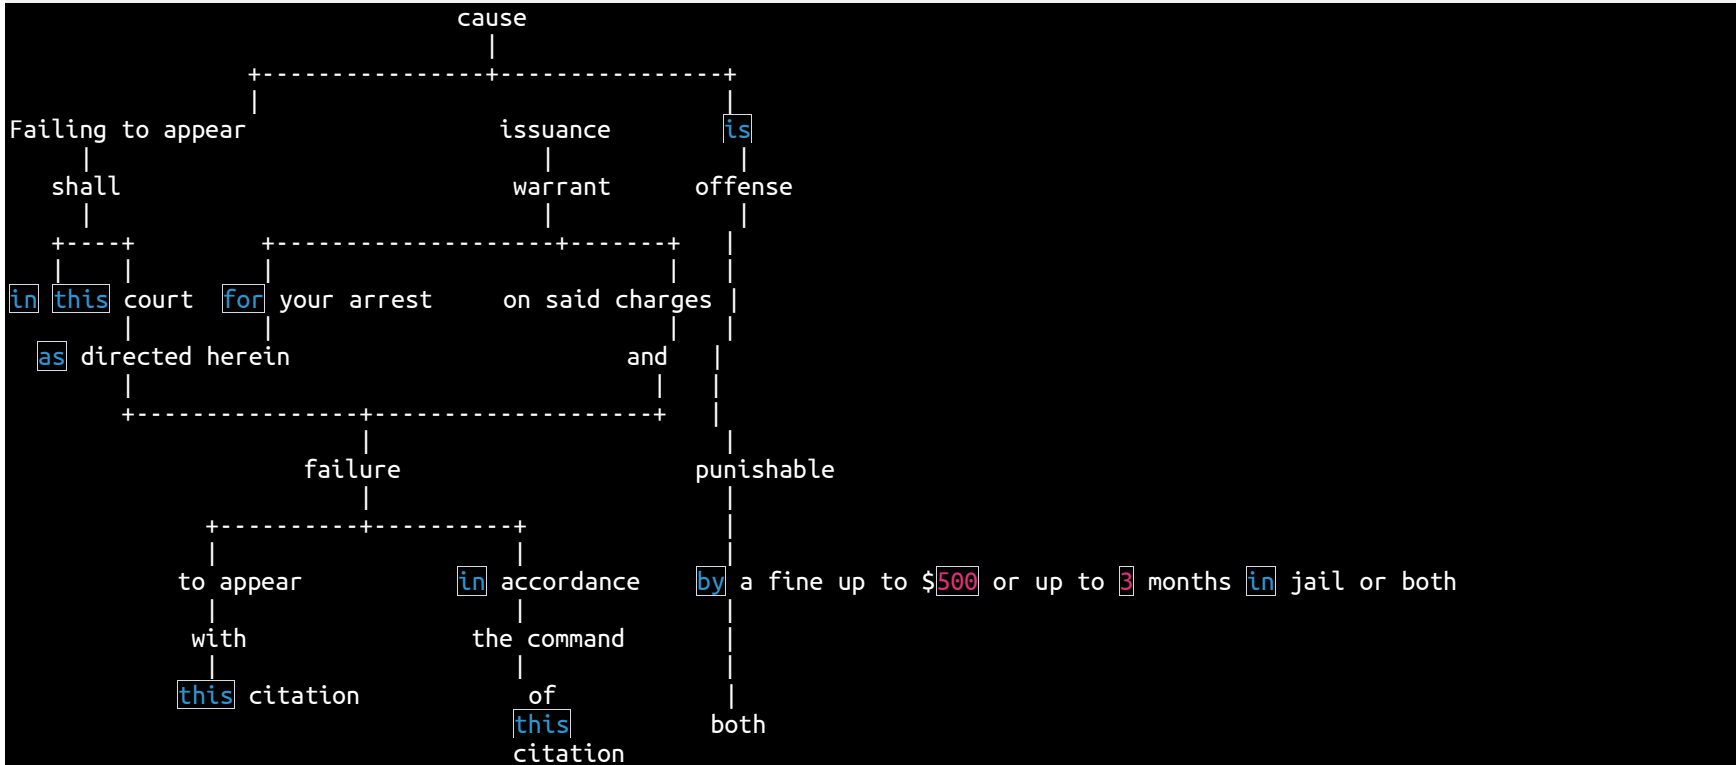 cause
Failing to appear issuance is
shall warrant offense
in this court for your arrest on said charges
as directed herein and
failure punishable
to appear in accordance by a fine up to $500 or up to 3 months in jail or both
with the command
this citation of
this both
citation